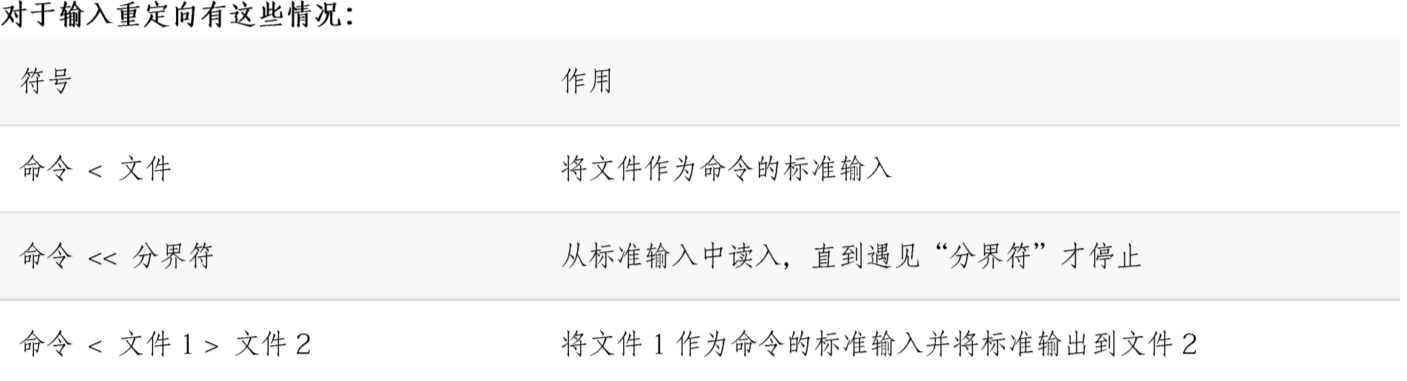 对于输入重定向有这些情况：
符号 作用
命令 < 文件 将文件作为命令的标准输入
命令 << 分界符 从标准输入中读入，直到遇见“分界符”才停止
命令 < 文件 1 > 文件 2 将文件 1 作为命令的标准输入并将标准输出到文件 2